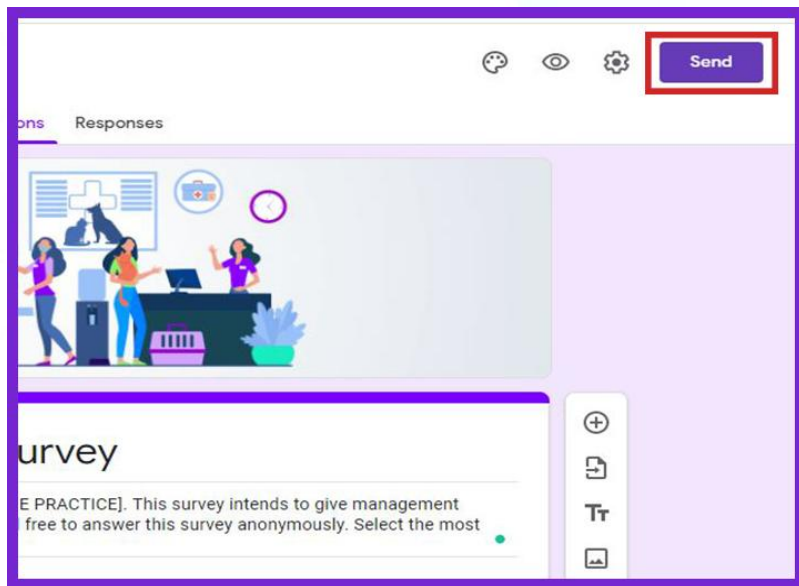 Send
ons Responses
urvey
E PRACTICE]. This survey intends to give management
free to answer this survey anonymously. Select the most
Tт